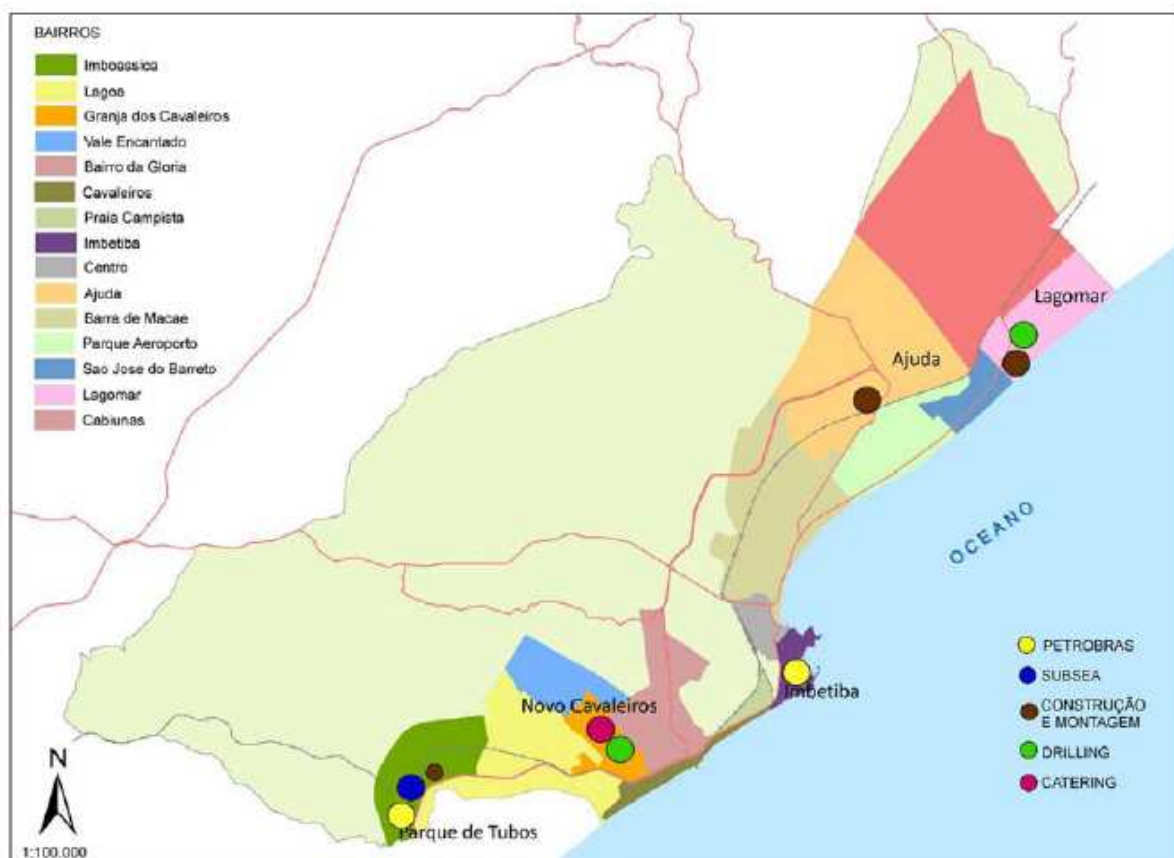 BAIRROS
Imboassica
Lagoa
Granja dos Cavaleiros
Vale Encantado
Bairro da Gloria
Cavaleiros
Praia Campista
Imbetiba
Centro
Ajuda
Barra de Macae
Parque Aeroporto
Sao Jose do Barreto
Lagomar
Cabiunas
Lagomar
Ajuda
OCEANO
Imbetiba
Novo Cavaleiros
Parque de Tubos
PETROBRAS
SUBSEA
CONSTRUÇÃO
E MONTAGEM
DRILLING
CATERING
N
1:100.000